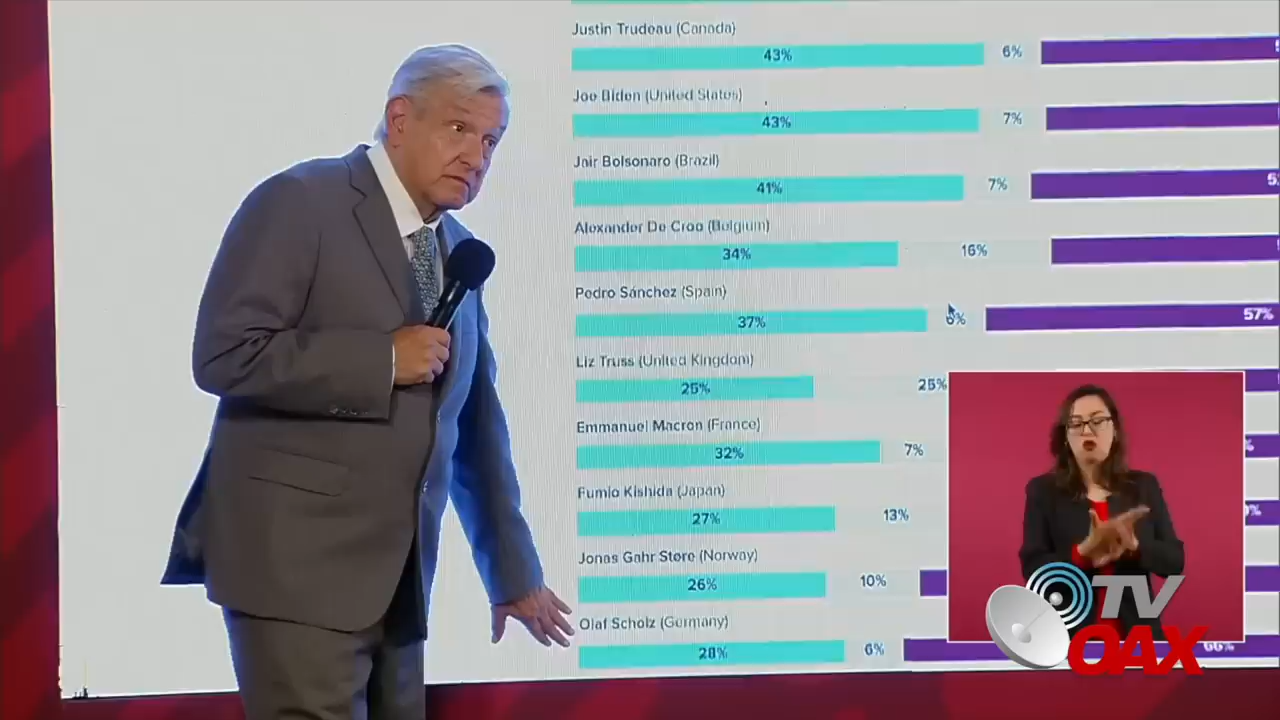 Justin Trudeau (Canada)
43% 6%
Joe Biden (United States)
43% 7%
Jair Bolsonaro (Brazil)
41% 7%
Alexander De Croo (Belgium)
34% 16%
Pedro Sánchez (Spain)
37% 6% 57%
Liz Truss (United Kingdom)
25% 25%
Emmanuel Macron (France)
32% 7%
Fumio Kishida (Japan)
27% 13%
Jonas Gahr Støre (Norway)
26% 10%
Olaf Scholz (Germany)
28% 6% 66%
TV
OAX